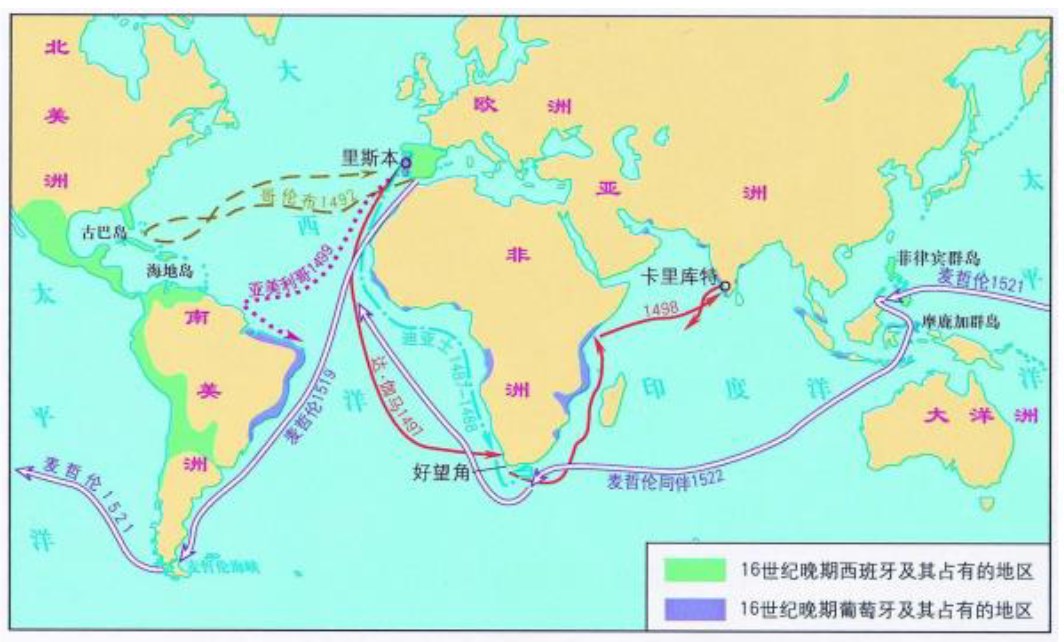 北美洲
大西洋
欧洲
亚洲
太平洋
里斯本
哥伦布1492
古巴岛
海地岛
亚美利哥1499
非洲
卡里库特
1498
菲律宾群岛
麦哲伦1521
摩鹿加群岛
太平洋
南美洲
迪亚士1487-1488
达·伽马1497
麦哲伦1519
印度洋
大洋洲
好望角
麦哲伦同伴1522
麦哲伦1521
麦哲伦海峡
16世纪晚期西班牙及其占有的地区
16世纪晚期葡萄牙及其占有的地区